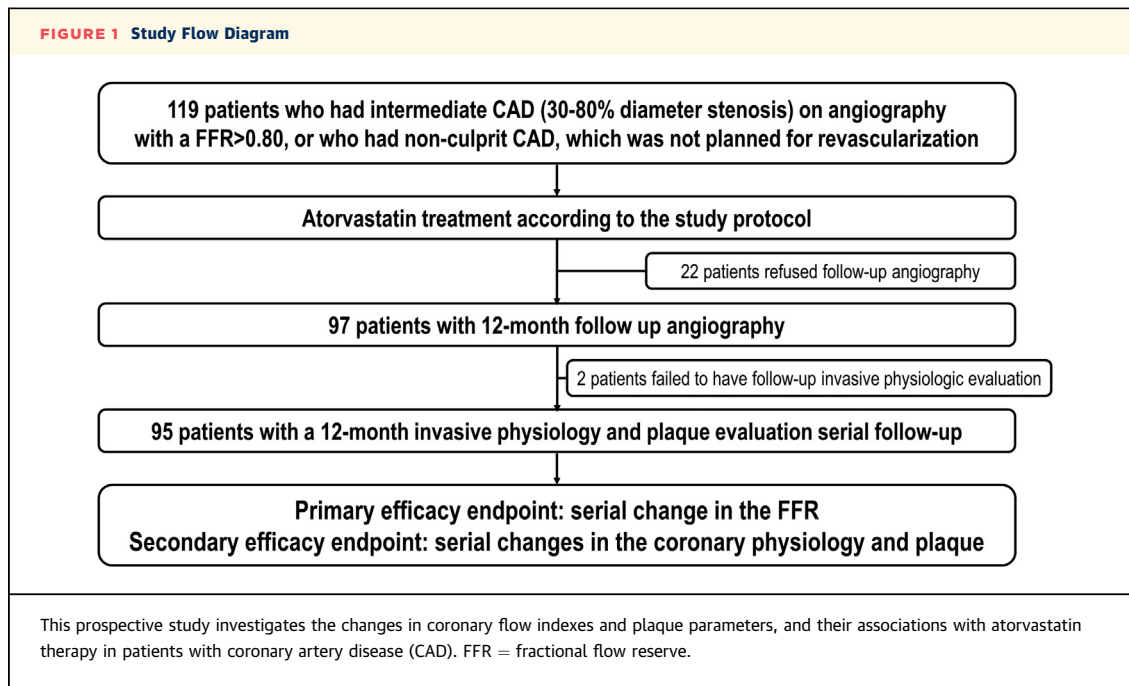 FIGURE 1 Study Flow Diagram
119 patients who had intermediate CAD (30-80% diameter stenosis) on angiography
with a FFR>0.80, or who had non-culprit CAD, which was not planned for revascularization
Atorvastatin treatment according to the study protocol
22 patients refused follow-up angiography
97 patients with 12-month follow up angiography
2 patients failed to have follow-up invasive physiologic evaluation
95 patients with a 12-month invasive physiology and plaque evaluation serial follow-up
Primary efficacy endpoint: serial change in the FFR
Secondary efficacy endpoint: serial changes in the coronary physiology and plaque
This prospective study investigates the changes in coronary flow indexes and plaque parameters, and their associations with atorvastatin
therapy in patients with coronary artery disease (CAD). FFR = fractional flow reserve.